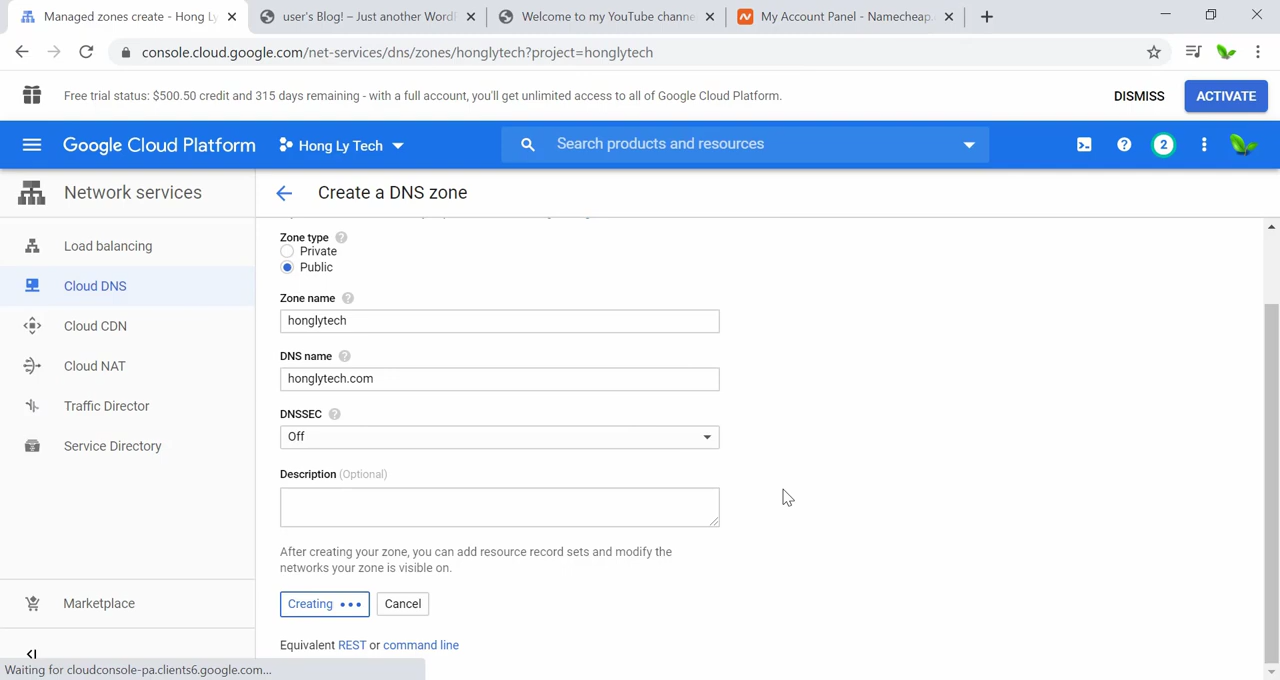 Managed zones create - Hong Ly
user's Blog! – Just another Word
Welcome to my YouTube channe
My Account Panel - Namecheap.
console.cloud.google.com/net-services/dns/zones/honglytech?project=honglytech
Free trial status: $500.50 credit and 315 days remaining - with a full account, you'll get unlimited access to all of Google Cloud Platform.
DISMISS
ACTIVATE
Google Cloud Platform
Hong Ly Tech
Search products and resources
2
Network services
Create a DNS zone
Load balancing
Cloud DNS
Cloud CDN
Cloud NAT
Traffic Director
Service Directory
Marketplace
Zone type
Private
Public
Zone name
honglytech
DNS name
honglytech.com
DNSSEC
Off
Description (Optional)
After creating your zone, you can add resource record sets and modify the
networks your zone is visible on.
Creating
Cancel
Equivalent REST or command line
Waiting for cloudconsole-pa.clients6.google.com...